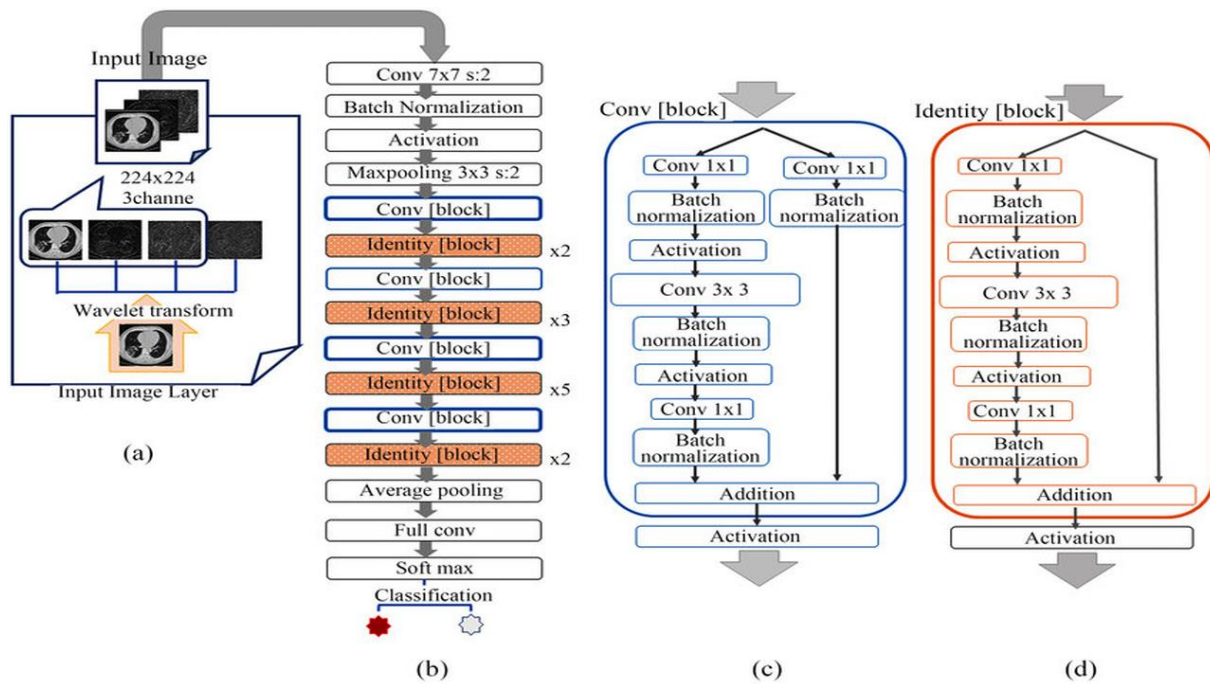 Input Image
224x224
3channe
Wavelet transform
Input Image Layer
(a)
Conv 7x7 s:2
Batch Normalization
Activation
Maxpooling 3x3 s:2
Conv [block]
Identity [block] x2
Conv [block]
Identity [block] x3
Conv [block]
Identity [block] x5
Conv [block]
Identity [block] x2
Average pooling
Full conv
Soft max
Classification
(b)
Conv [block]
Conv 1x1
Batch
normalization
Activation
Conv 3x 3
Batch
normalization
Activation
Conv 1x1
Batch
normalization
Conv 1x1
Batch
normalization
Addition
Activation
(c)
Identity [block]
Conv 1x1
Batch
normalization
Activation
Conv 3x 3
Batch
normalization
Activation
Conv 1x1
Batch
normalization
Addition
Activation
(d)